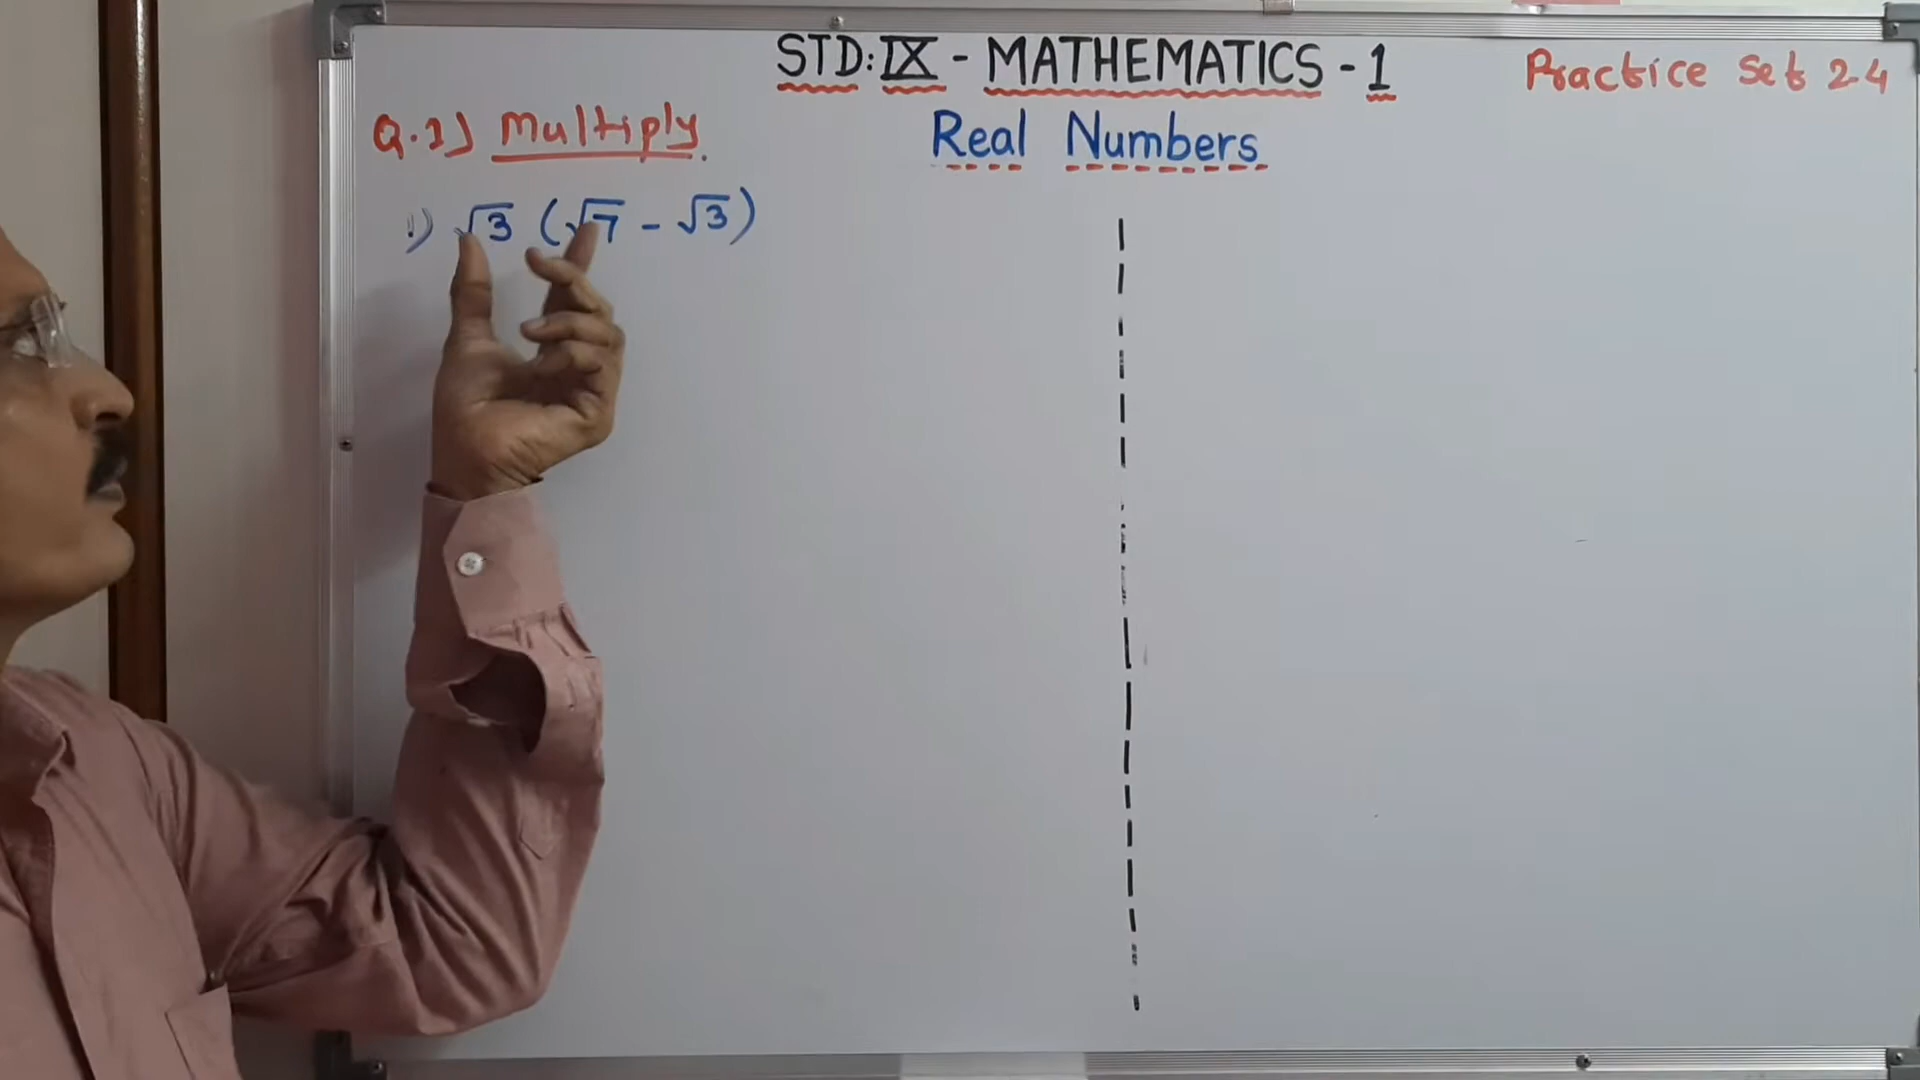 STD: IX - MATHEMATICS - 1
Practice Set 2.4
Real Numbers
Q.1) Multiply.
1) √3 (√7 - √3)